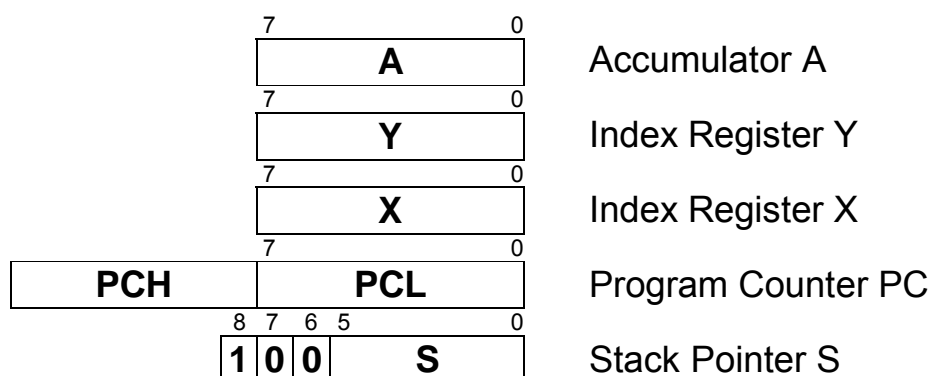 7 0
A Accumulator A
7 0
Y Index Register Y
7 0
X Index Register X
7 0
PCH PCL Program Counter PC
8 7 6 5 0
1 0 0 S Stack Pointer S